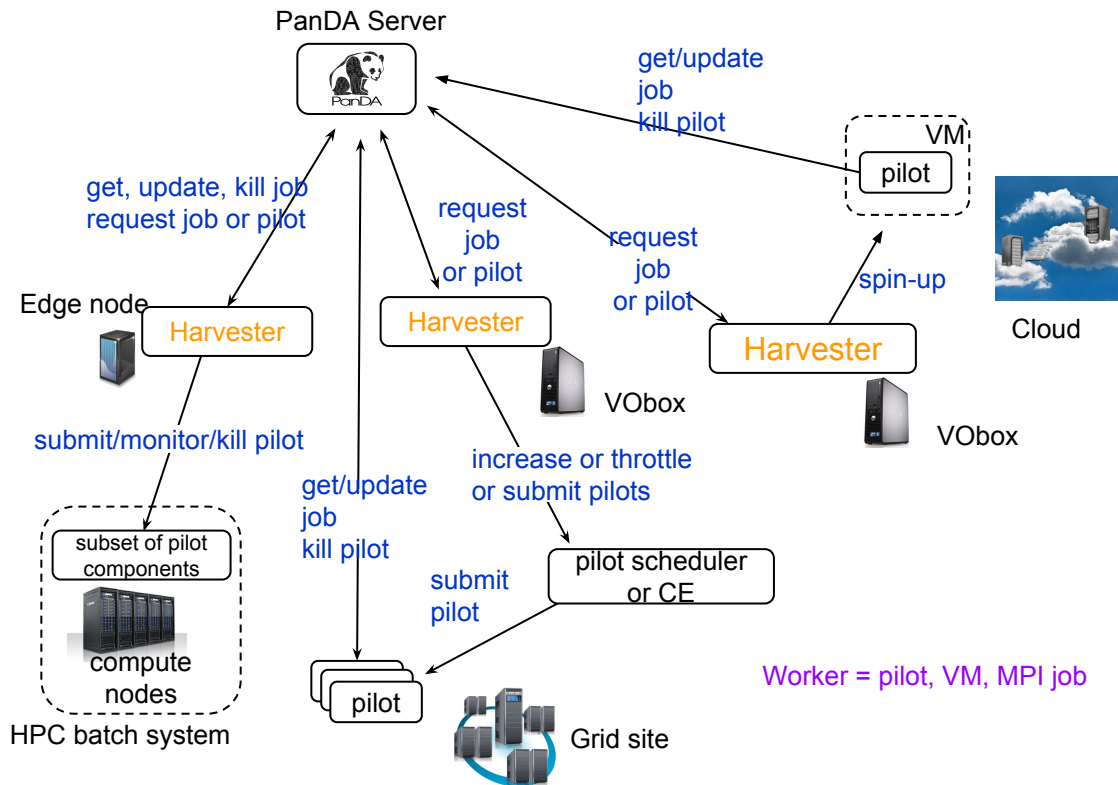 PanDA Server
PanDA
get/update
job
kill pilot
VM
pilot
get, update, kill job
request job or pilot
request
job
or pilot
request
job
or pilot
spin-up
Edge node
Harvester
Harvester
Harvester
Cloud
VObox
VObox
submit/monitor/kill pilot
increase or throttle
or submit pilots
get/update
job
kill pilot
subset of pilot
components
pilot scheduler
or CE
submit
pilot
compute
nodes
pilot
Worker = pilot, VM, MPI job
HPC batch system
Grid site